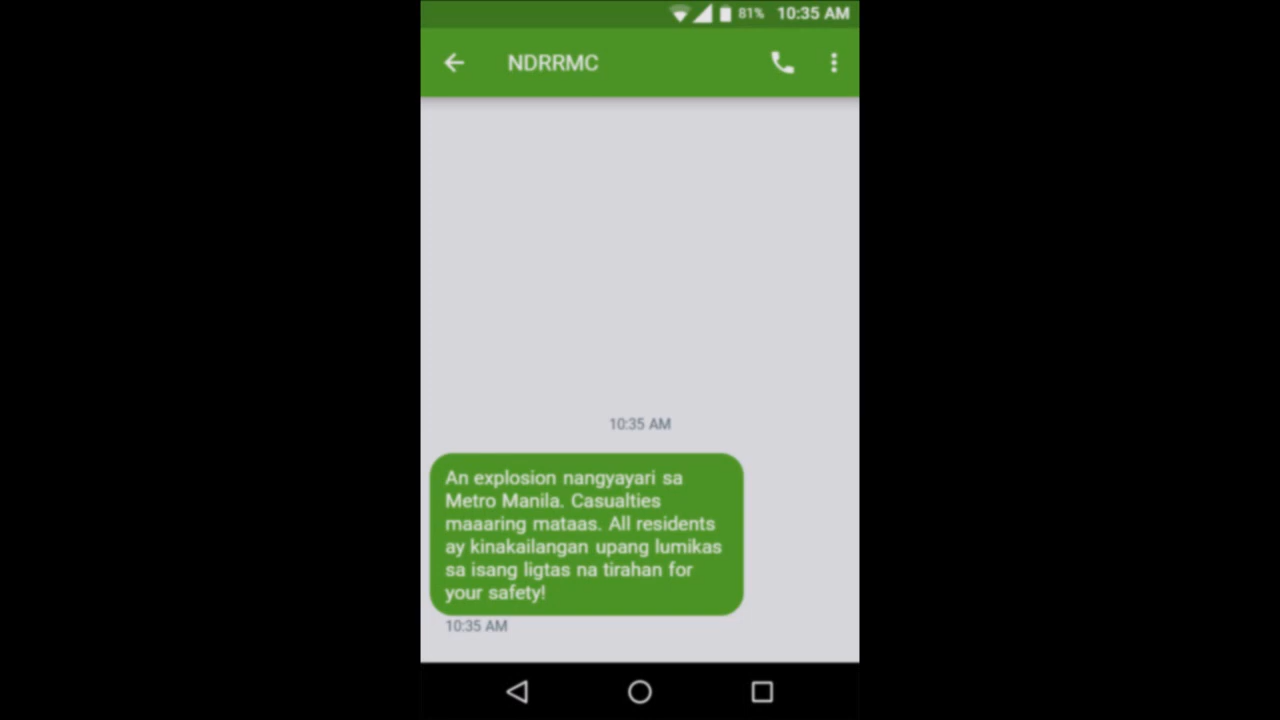 81% 10:35 AM
NDRRMC
10:35 AM
An explosion nangyayari sa
Metro Manila. Casualties
maaaring mataas. All residents
ay kinakailangan upang lumikas
sa isang ligtas na tirahan for
your safety!
10:35 AM